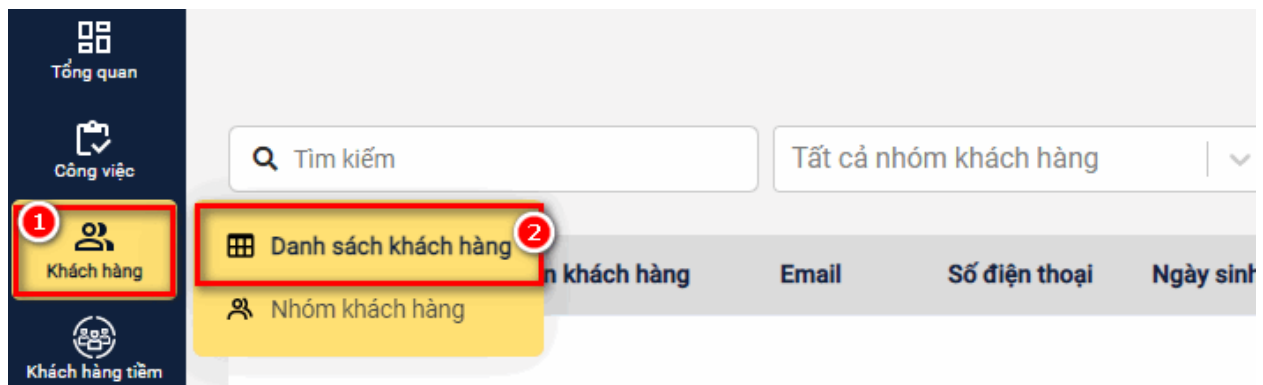 Tổng quan
Công việc
1
Khách hàng
Khách hàng tiềm
Tìm kiếm
Tất cả nhóm khách hàng
Danh sách khách hàng
2
Nhóm khách hàng
khách hàng
Email
Số điện thoại
Ngày sinh